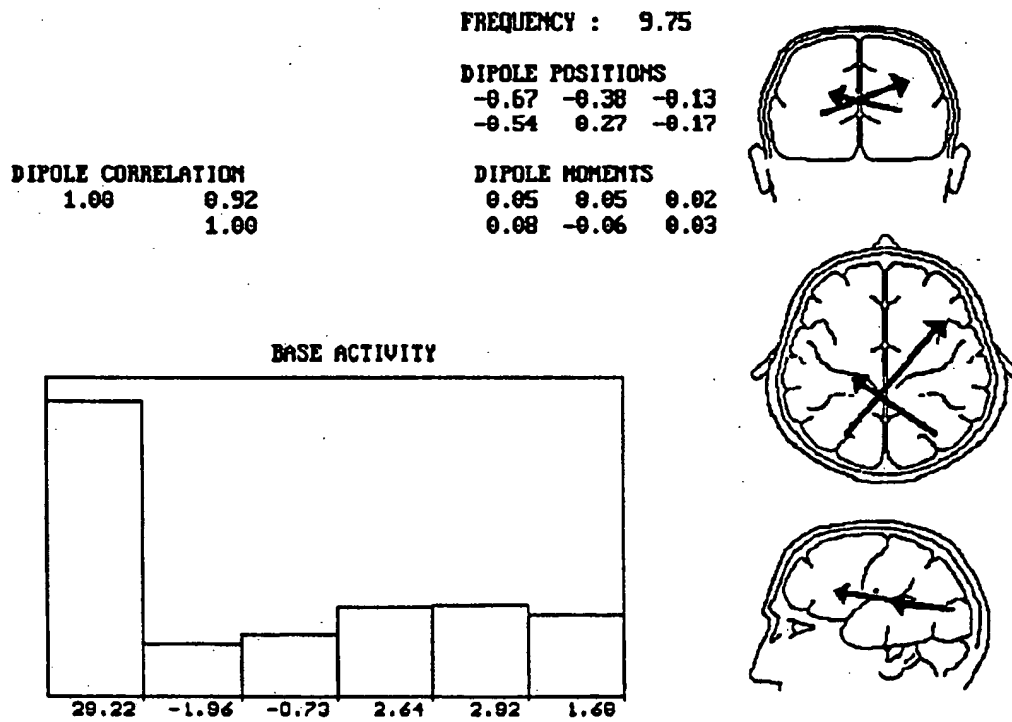 FREQUENCY : 9.75
DIPOLE POSITIONS
-0.67 -0.38 -0.13
-0.54 0.27 -0.17
DIPOLE CORRELATION
1.00 0.92
1.00
DIPOLE MOMENTS
0.05 0.05 0.02
0.08 -0.06 0.03
BASE ACTIVITY
29.22 -1.96 -0.73 2.64 2.82 1.60